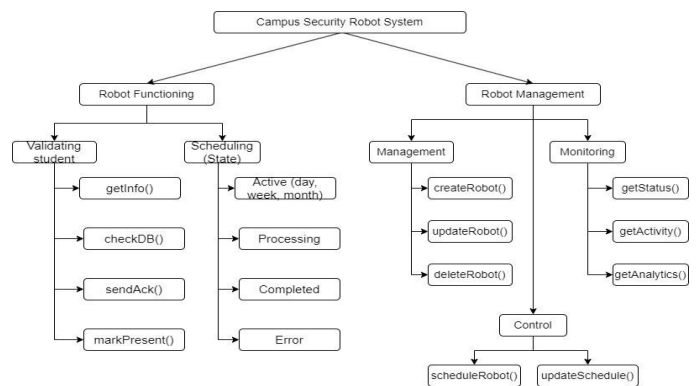 Campus Security Robot System
Robot Functioning
Robot Management
Validating
student
Scheduling
(State)
Management
Monitoring
getInfo()
Active (day,
week, month)
createRobot()
getStatus()
checkDB()
Processing
updateRobot()
getActivity()
deleteRobot()
getAnalytics()
sendAck()
Completed
markPresent()
Error
Control
scheduleRobot()
updateSchedule()